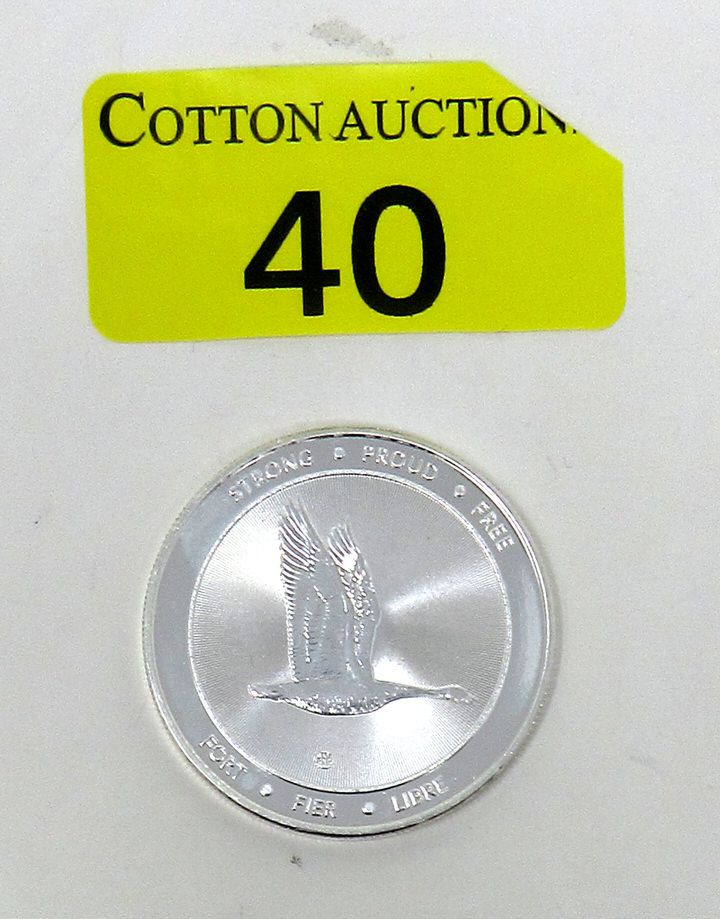 COTTON AUCTION
40
STRONG • PROUD • FREE
FORT • FIER • LIBRE